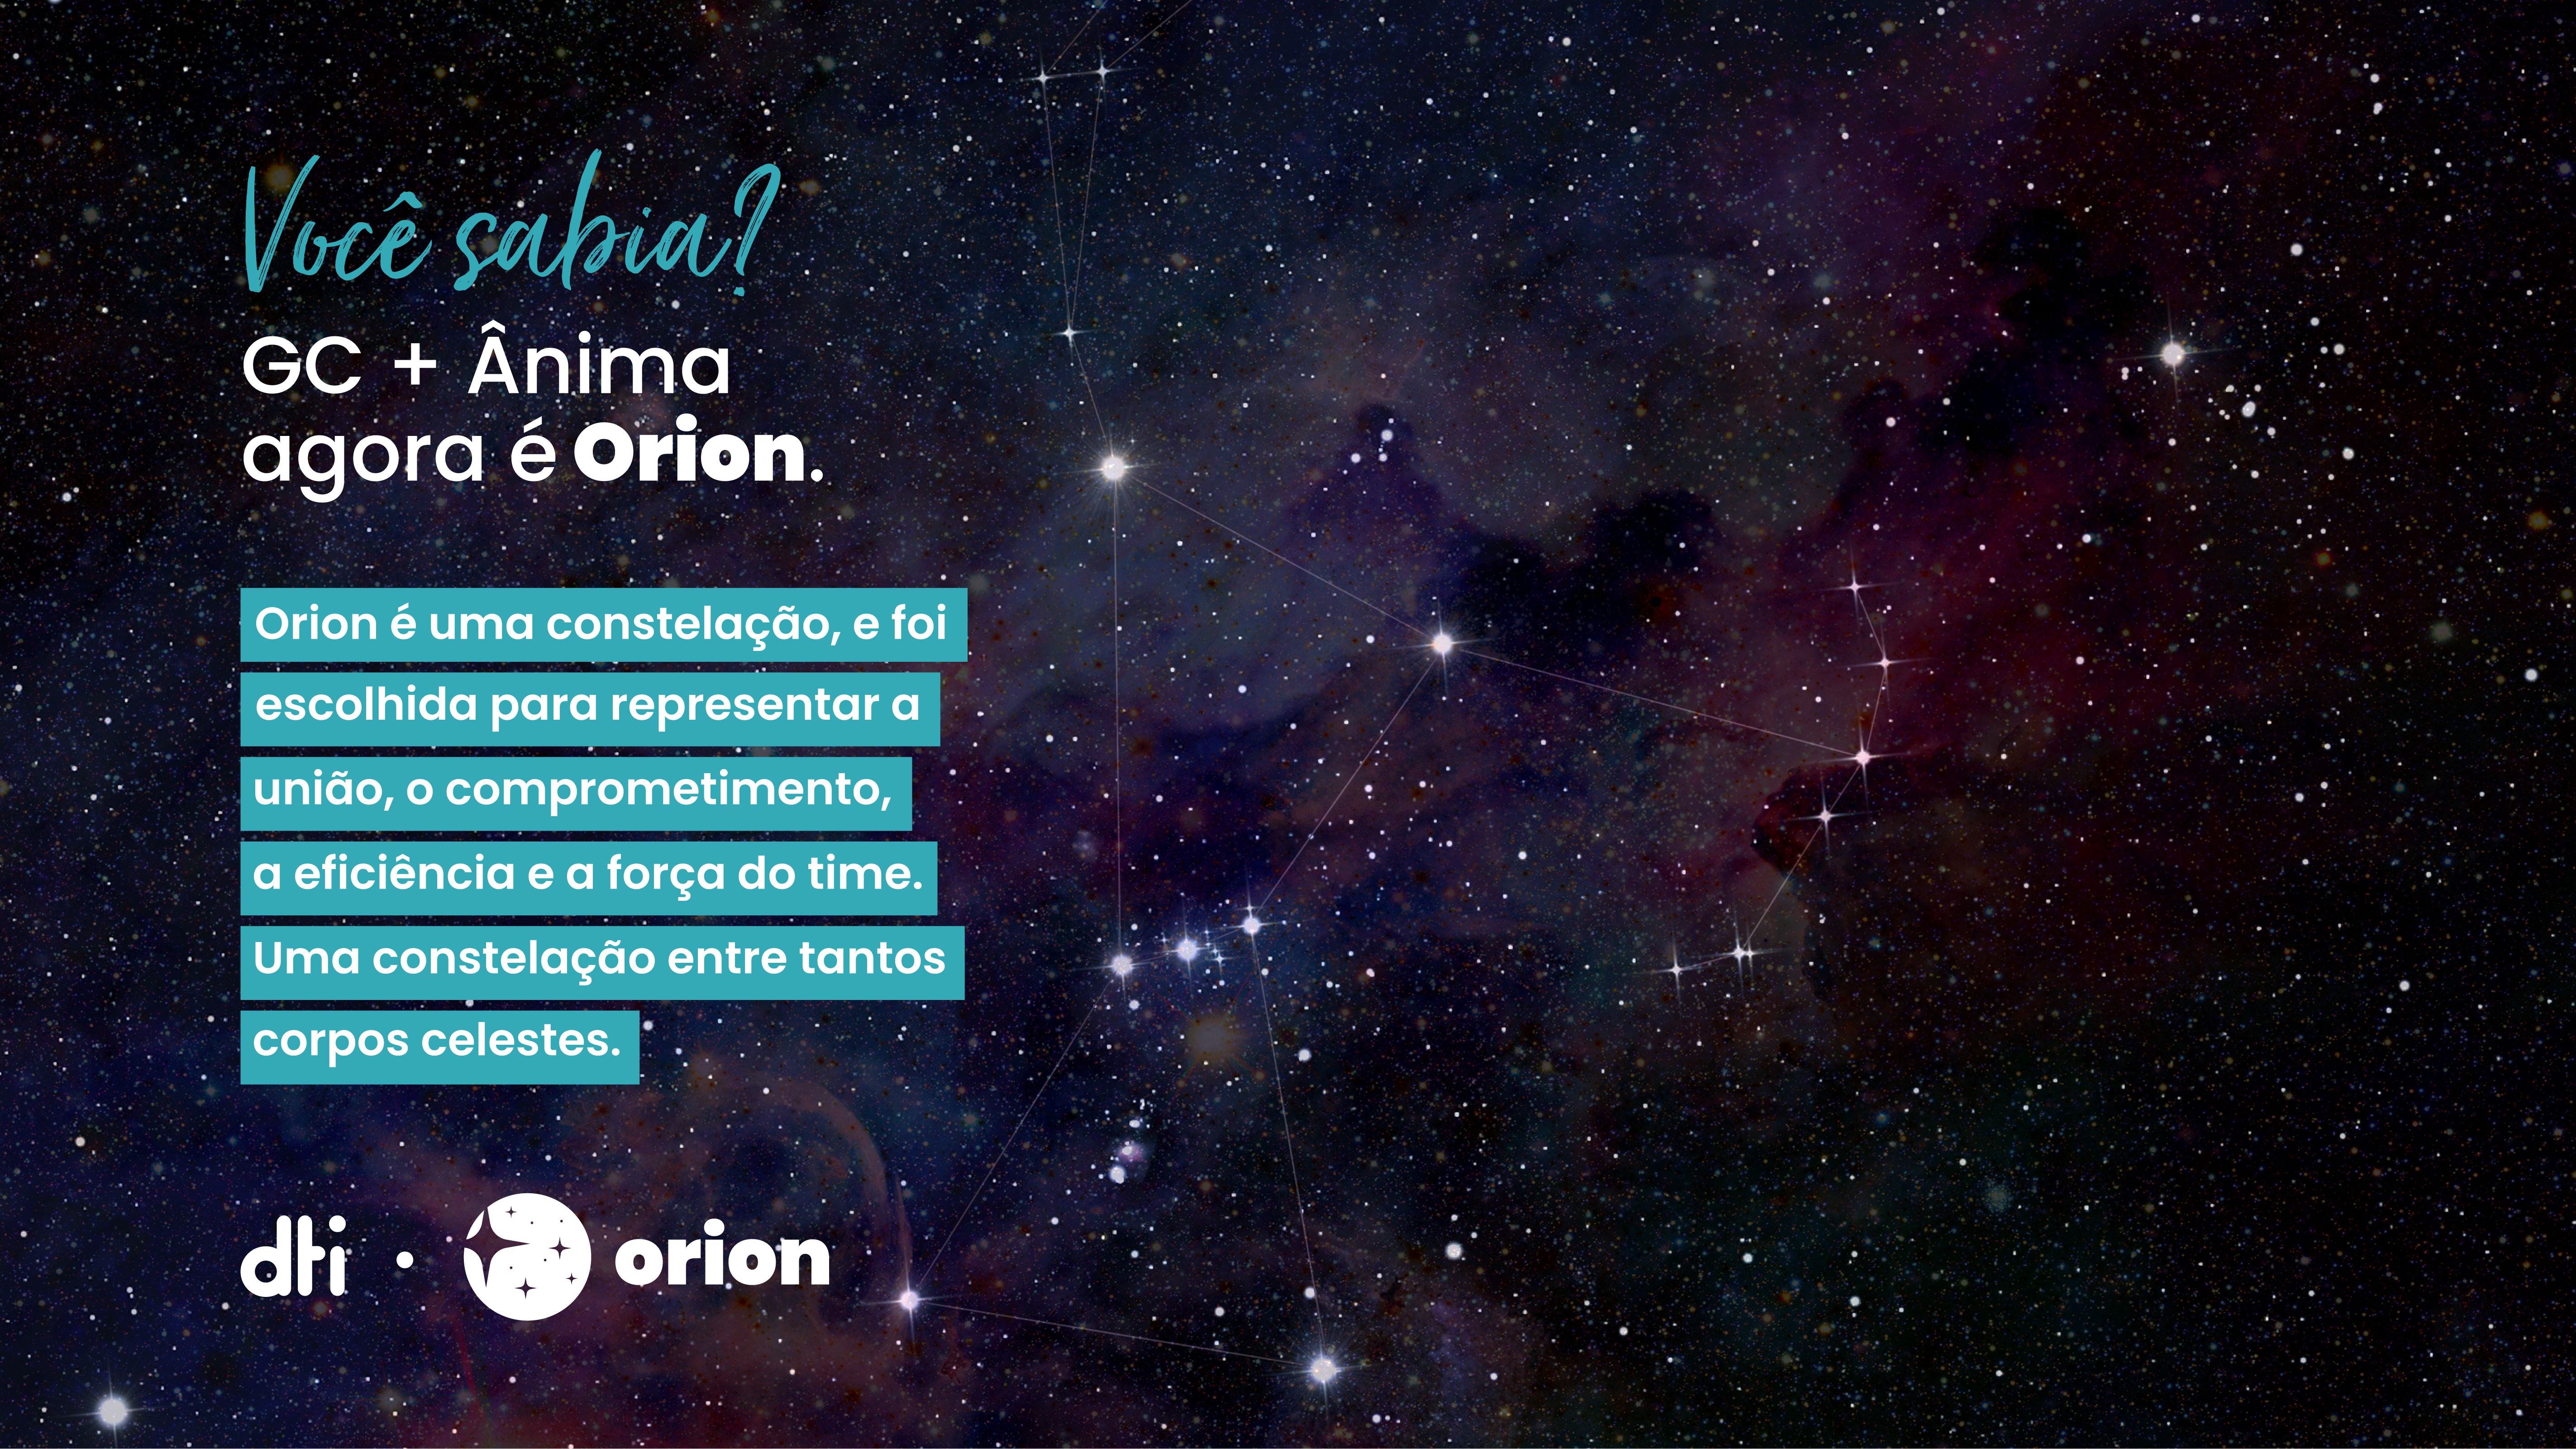 Você sabia?
GC + Ânima
agora é Orion.
Orion é uma constelação, e foi
escolhida para representar a
união, o comprometimento,
a eficiência e a força do time.
Uma constelação entre tantos
corpos celestes.
dti • orion